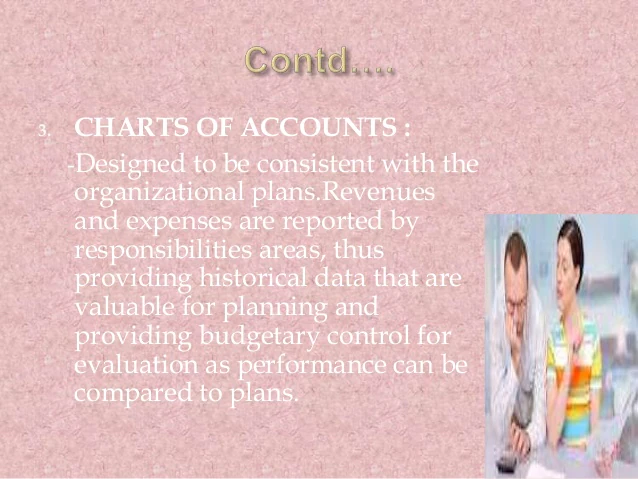 Contd....
3. CHARTS OF ACCOUNTS :
-Designed to be consistent with the
organizational plans.Revenues
and expenses are reported by
responsibilities areas, thus
providing historical data that are
valuable for planning and
providing budgetary control for
evaluation as performance can be
compared to plans.